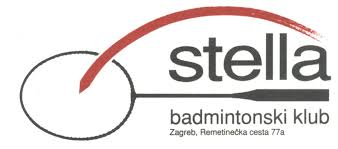 stella
badmintonski klub
Zagreb, Remetinečka cesta 77a